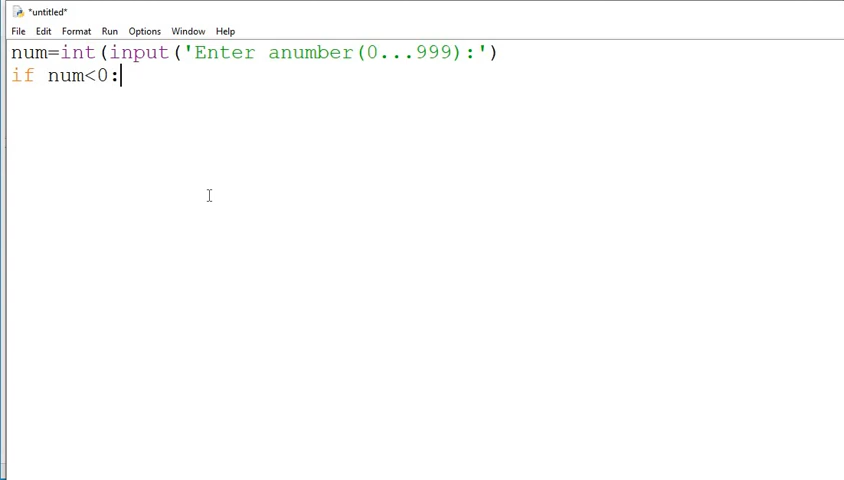 *untitled*
File Edit Format Run Options Window Help
num=int(input('Enter anumber(0...999):')
if num<0: